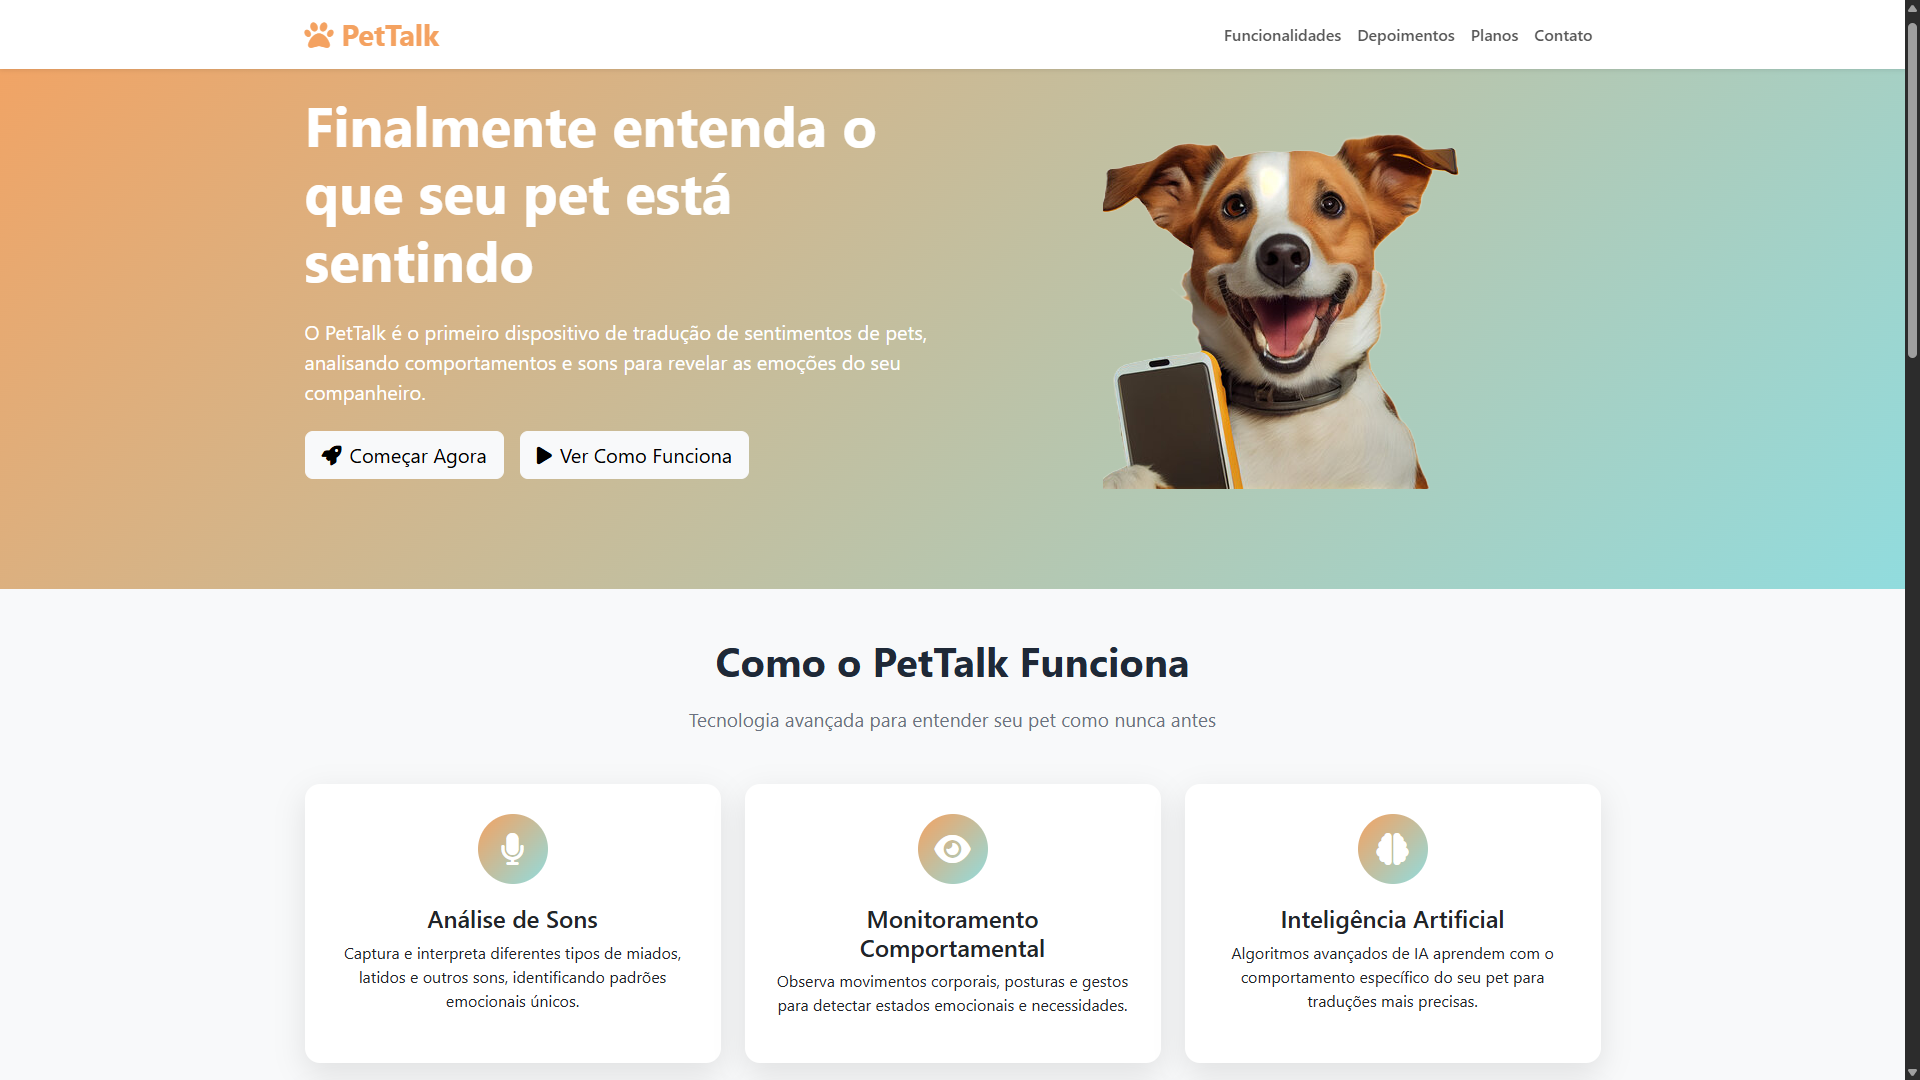 PetTalk
Funcionalidades Depoimentos Planos Contato
Finalmente entenda o
que seu pet está
sentindo
O PetTalk é o primeiro dispositivo de tradução de sentimentos de pets,
analisando comportamentos e sons para revelar as emoções do seu
companheiro.
Começar Agora Ver Como Funciona
Como o PetTalk Funciona
Tecnologia avançada para entender seu pet como nunca antes
Análise de Sons
Captura e interpreta diferentes tipos de miados,
latidos e outros sons, identificando padrões
emocionais únicos.
Monitoramento
Comportamental
Observa movimentos corporais, posturas e gestos
para detectar estados emocionais e necessidades.
Inteligência Artificial
Algoritmos avançados de IA aprendem com o
comportamento específico do seu pet para
traduções mais precisas.